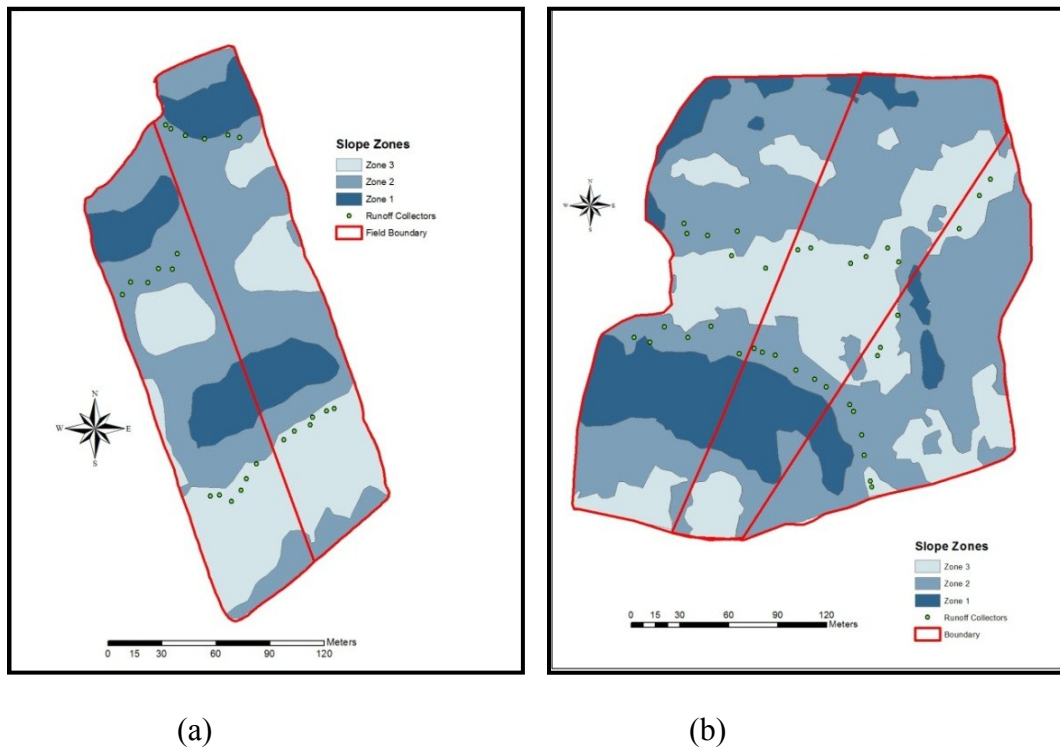 Slope Zones
Zone 3
Zone 2
Zone 1
Runoff Collectors
Field Boundary
N
W E
S
Meters
0 15 30 60 90 120
(a)
N
W E
S
Slope Zones
Zone 3
Zone 2
Zone 1
Runoff Collectors
Boundary
0 15 30 60 90 120
Meters
(b)